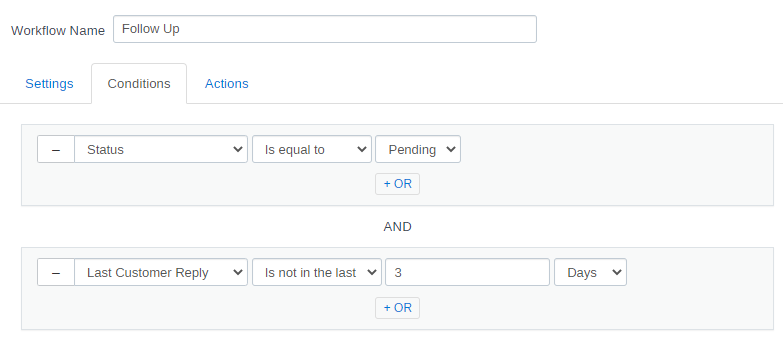 Workflow Name Follow Up
Settings Conditions Actions
– Status Is equal to Pending
+ OR
AND
– Last Customer Reply Is not in the last 3 Days
+ OR